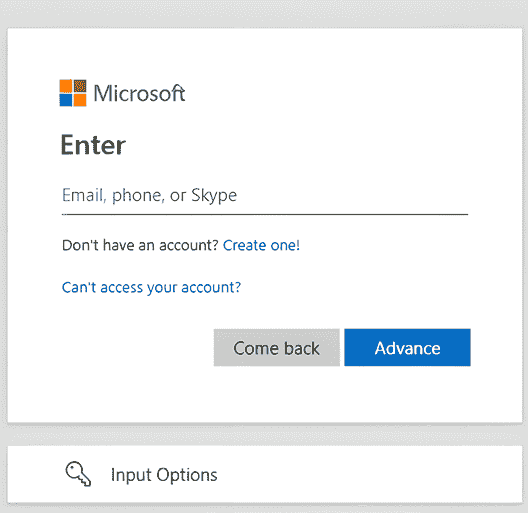 Microsoft
Enter
Email, phone, or Skype
Don't have an account? Create one!
Can't access your account?
Come back
Advance
Input Options